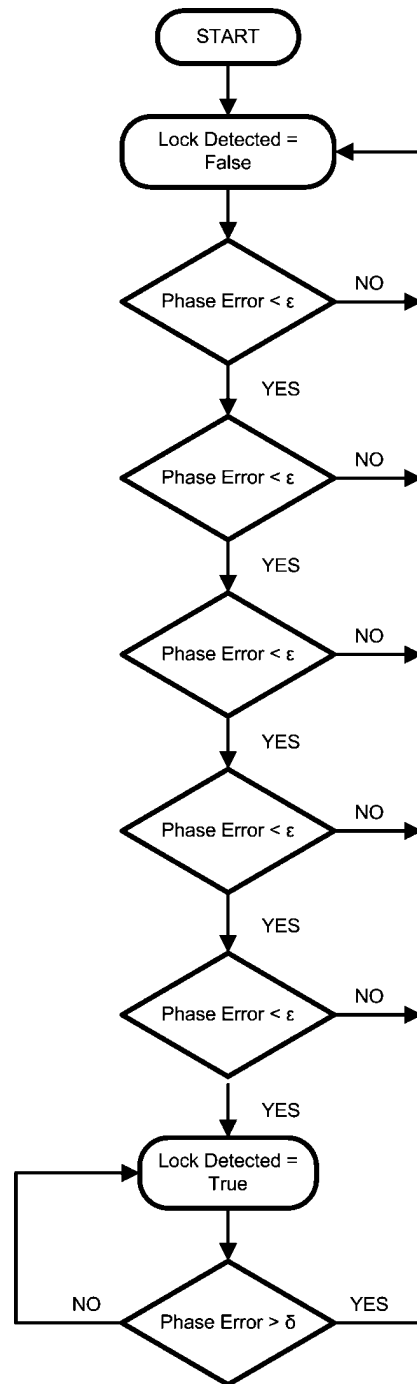 START
Lock Detected =
False
Phase Error < ε
NO
YES
Phase Error < ε
NO
YES
Phase Error < ε
NO
YES
Phase Error < ε
NO
YES
Phase Error < ε
NO
YES
Lock Detected =
True
NO
Phase Error > δ
YES